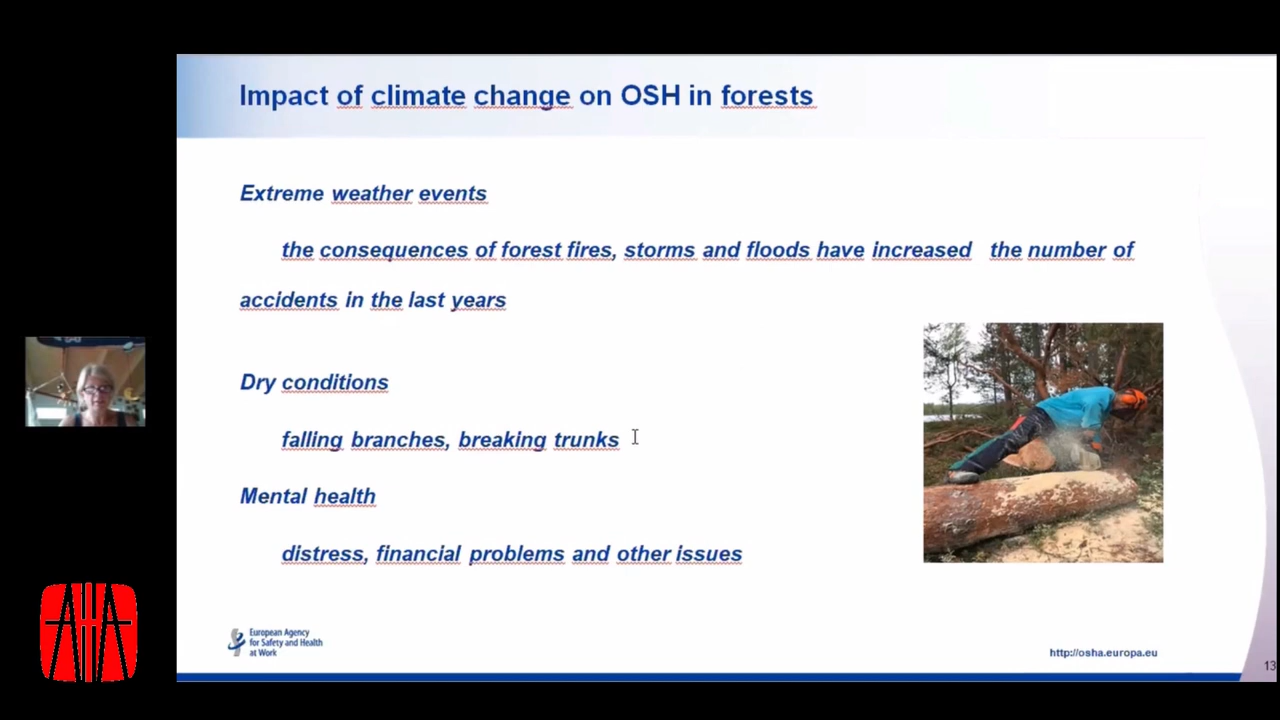 Impact of climate change on OSH in forests
Extreme weather events
the consequences of forest fires, storms and floods have increased the number of
accidents in the last years
Dry conditions
falling branches, breaking trunks
Mental health
distress, financial problems and other issues
European Agency
for Safety and Health
at Work
http://osha.europa.eu
13